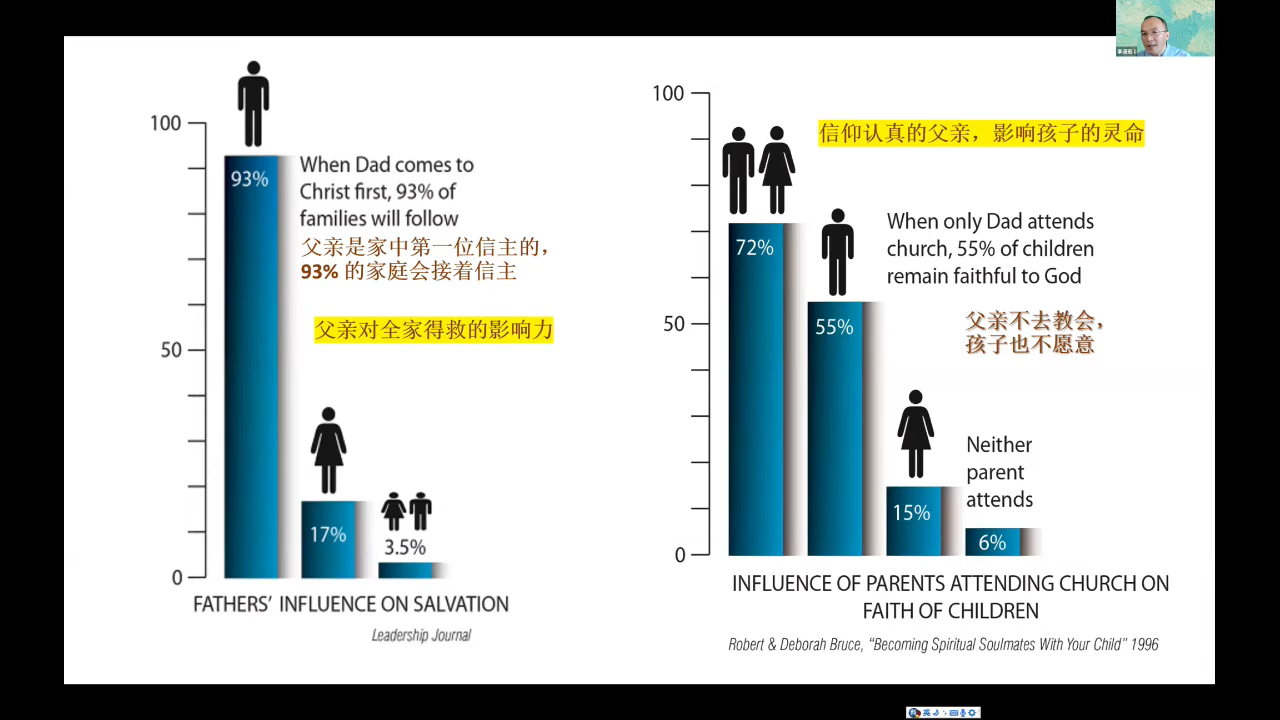 100
93%
When Dad comes to
Christ first, 93% of
families will follow
父亲是家中第一位信主的，
93% 的家庭会接着信主
父亲对全家得救的影响力
50
17%
3.5%
0
FATHERS’ INFLUENCE ON SALVATION
Leadership Journal
100
信仰认真的父亲，影响孩子的灵命
72%
When only Dad attends
church, 55% of children
remain faithful to God
50
55%
父亲不去教会，
孩子也不愿意
Neither
parent
attends
15%
6%
0
INFLUENCE OF PARENTS ATTENDING CHURCH ON
FAITH OF CHILDREN
Robert & Deborah Bruce, “Becoming Spiritual Soulmates With Your Child” 1996
英